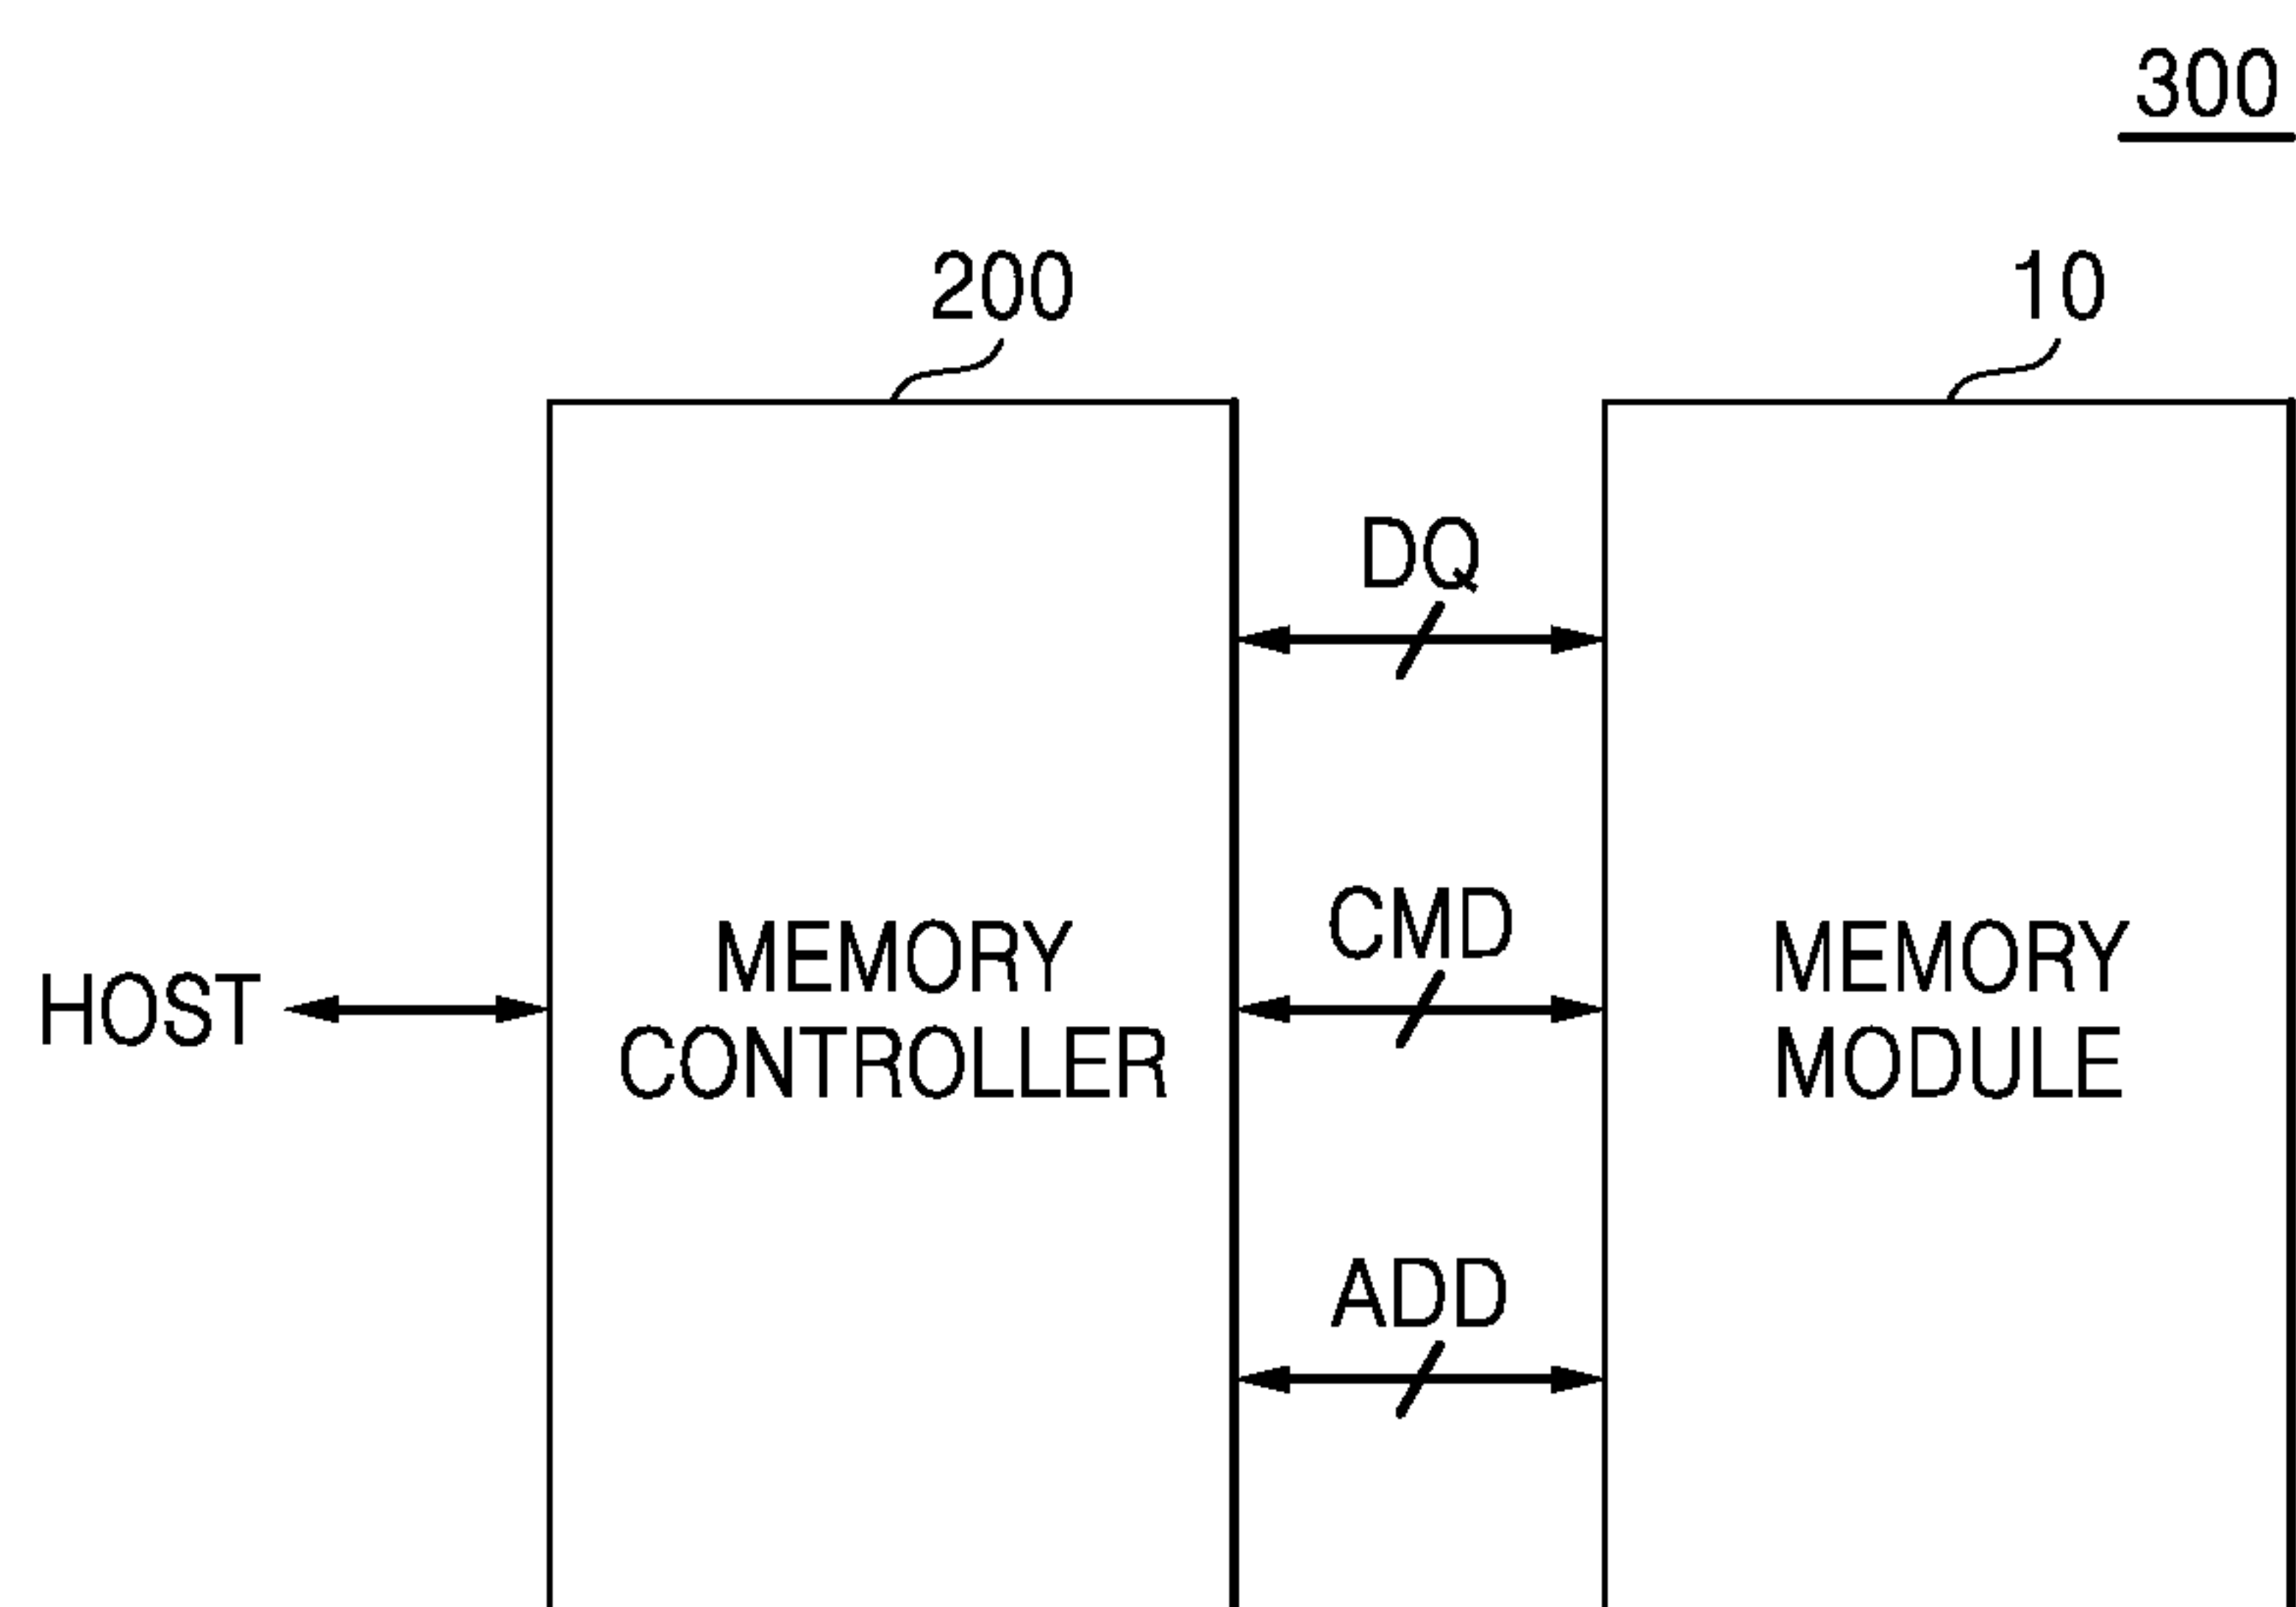 300
200
10
DQ
CMD
ADD
HOST
MEMORY
CONTROLLER
MEMORY
MODULE